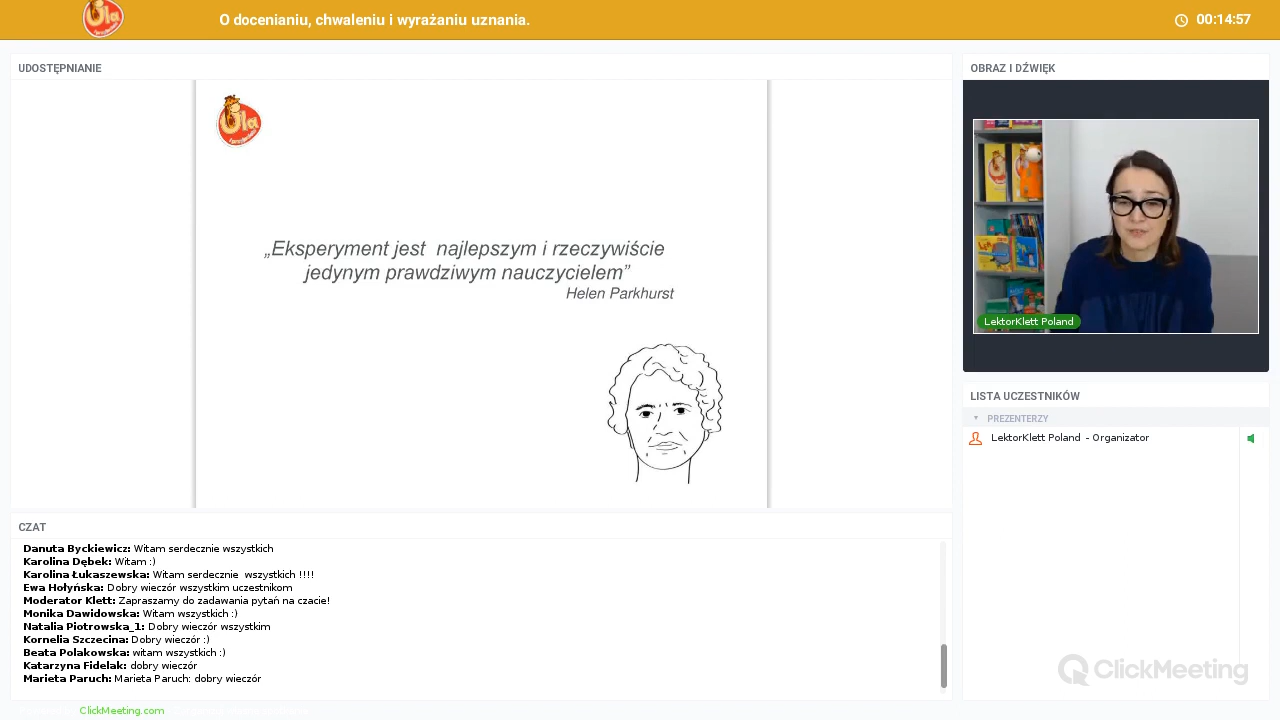 Ula
O docenianiu, chwaleniu i wyrażaniu uznania.
00:14:57
UDOSTĘPNIANIE
Ula
„Eksperyment jest  najlepszym i rzeczywiście
jedynym prawdziwym nauczycielem”
Helen Parkhurst
OBRAZ I DŹWIĘK
LektorKlett Poland
LISTA UCZESTNIKÓW
PREZENTERZY
LektorKlett Poland - Organizator
CZAT
Danuta Byckiewicz: Witam serdecznie wszystkich
Karolina Dębek: Witam :)
Karolina Łukaszewska: Witam serdecznie  wszystkich !!!!
Ewa Hołyńska: Dobry wieczór wszystkim uczestnikom
Moderator Klett: Zapraszamy do zadawania pytań na czacie!
Monika Dawidowska: Witam wszystkich :)
Natalia Piotrowska_1: Dobry wieczór wszystkim
Kornelia Szczecina: Dobry wieczór :)
Beata Polakowska: witam wszystkich :)
Katarzyna Fidelak: dobry wieczór
Marieta Paruch: Marieta Paruch: dobry wieczór
ClickMeeting
ClickMeeting.com